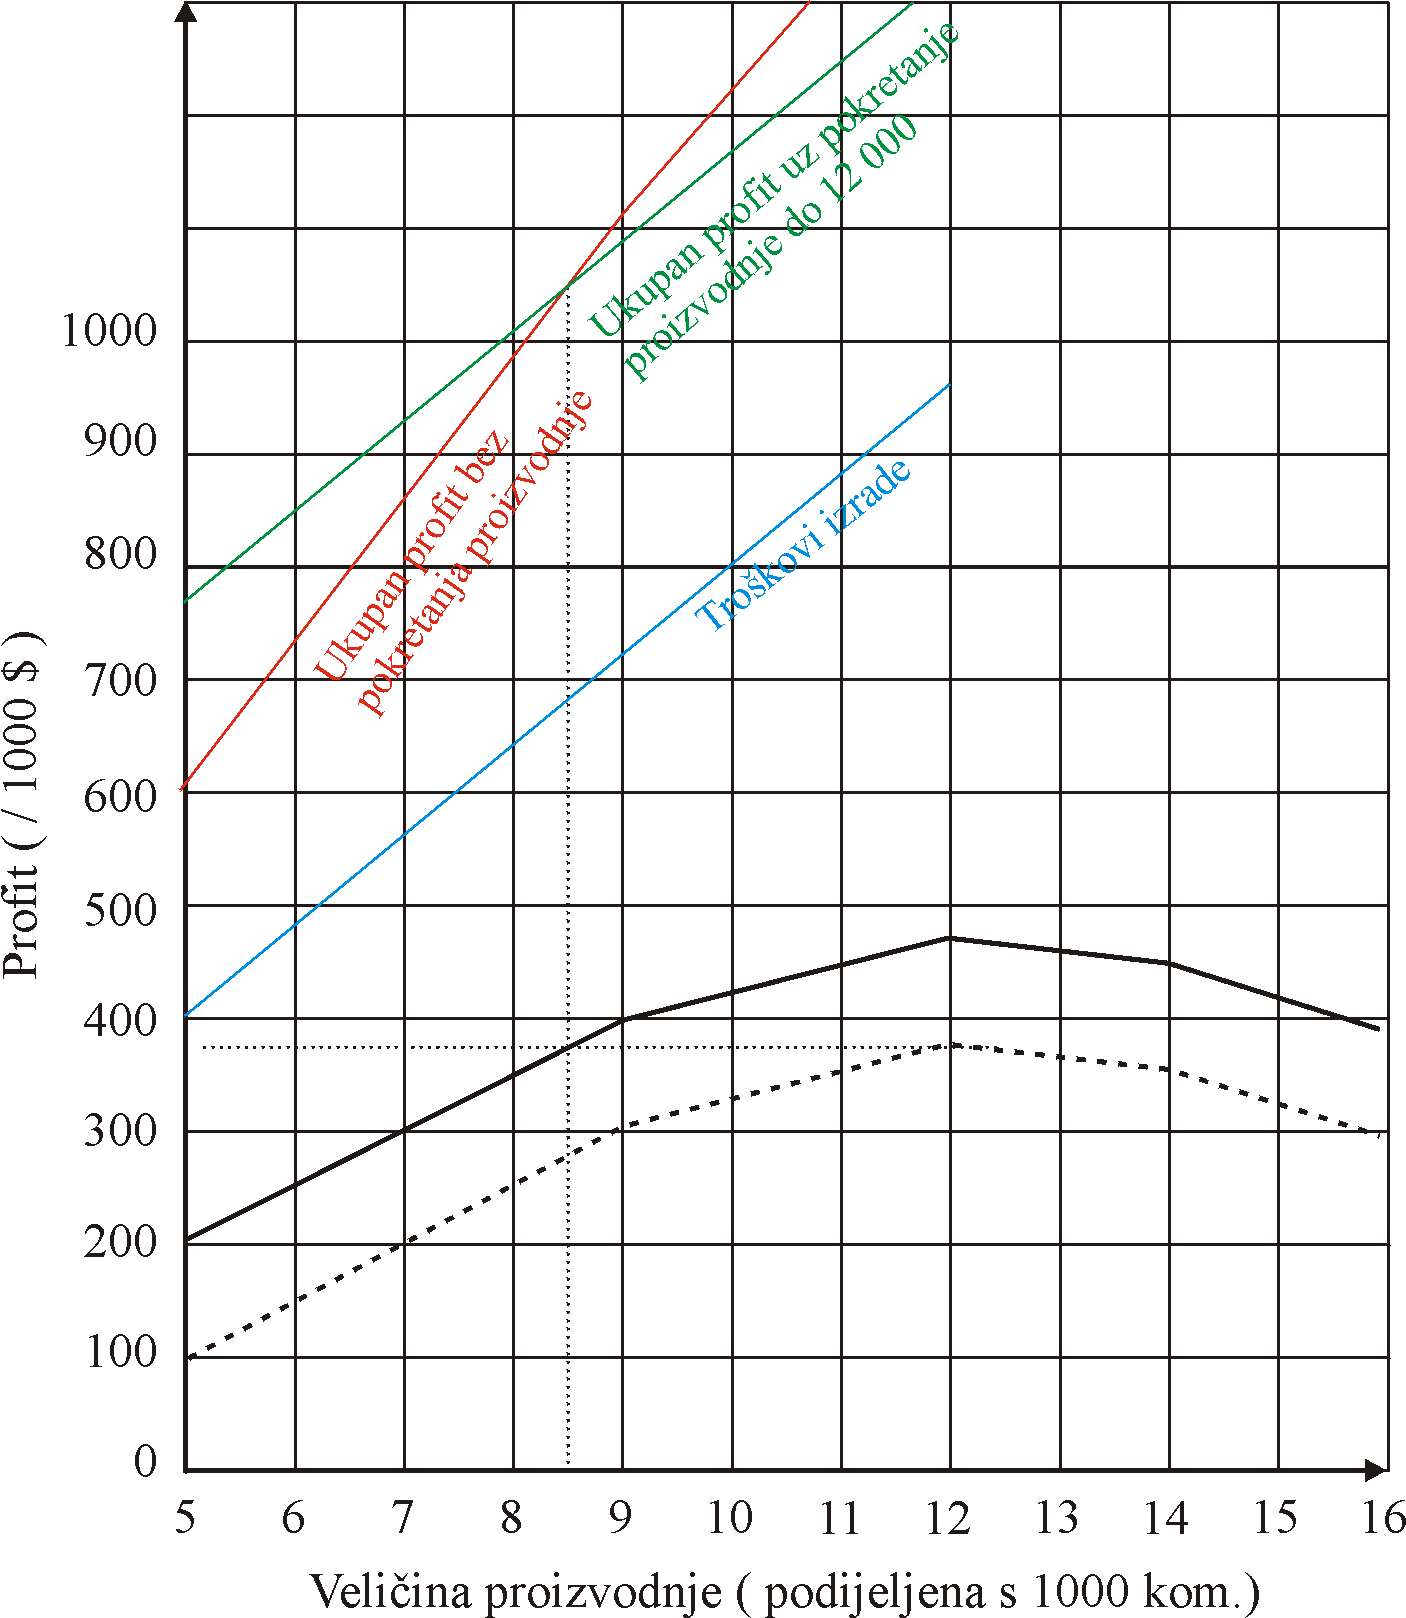 1000
900
800
700
600
500
400
300
200
100
0
Profit ( / 1000 $ )
Ukupan profit uz pokretanje
proizvodnje do 12 000
Ukupan profit bez
pokretanja proizvodnje
Troškovi izrade
5 6 7 8 9 10 11 12 13 14 15 16
Veličina proizvodnje ( podijeljena s 1000 kom.)